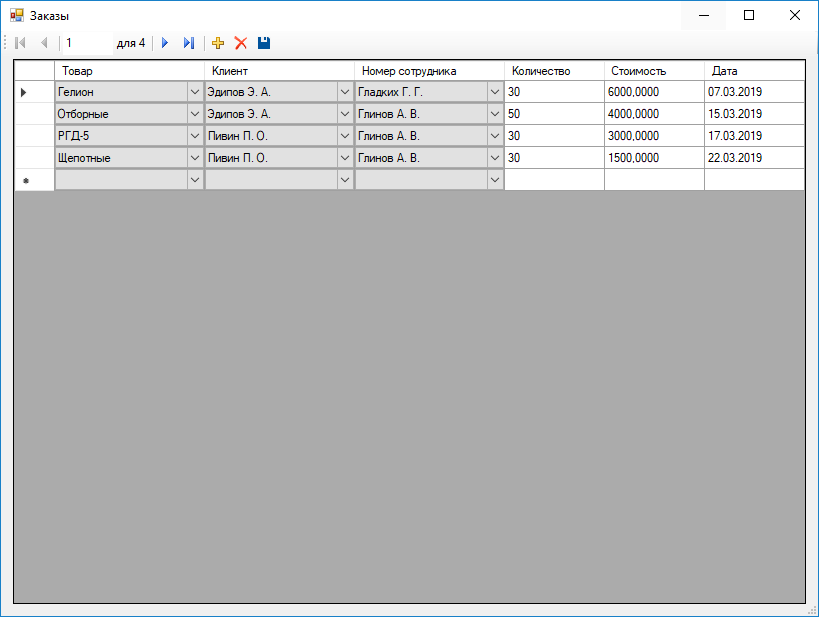 Заказы
1 для 4
Товар Клиент Номер сотрудника Количество Стоимость Дата
Гелион Эдипов Э. А. Гладких Г. Г. 30 6000,0000 07.03.2019
Отборные Эдипов Э. А. Глинов А. В. 50 4000,0000 15.03.2019
РГД-5 Пивин П. О. Глинов А. В. 30 3000,0000 17.03.2019
Щепотные Пивин П. О. Глинов А. В. 30 1500,0000 22.03.2019